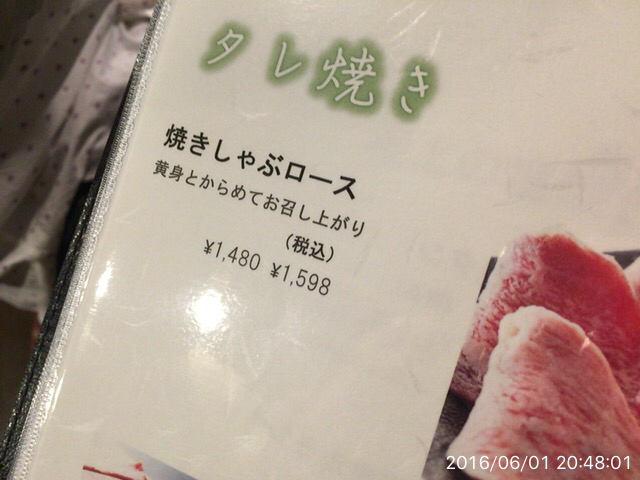 タレ焼き
焼きしゃぶロース
黄身とからめてお召し上がり
(税込)
¥1,480 ¥1,598
2016/06/01 20:48:01